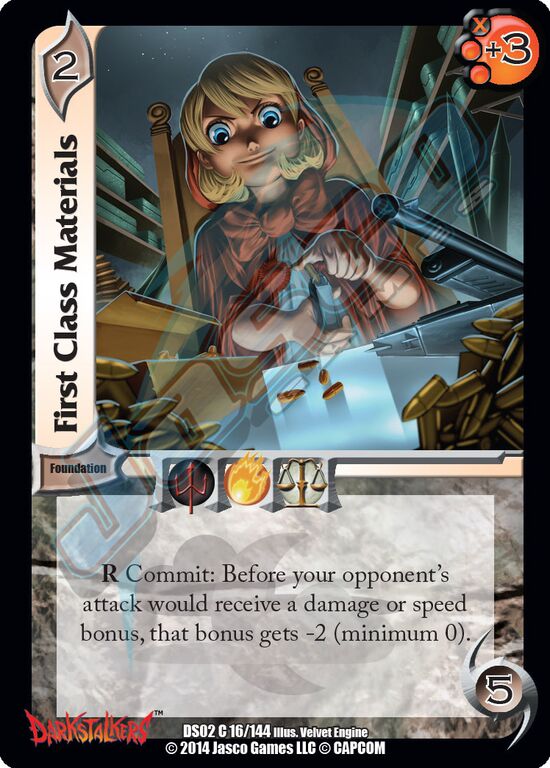 2
X
+3
First Class Materials
Foundation
R Commit: Before your opponent's
attack would receive a damage or speed
bonus, that bonus gets -2 (minimum 0).
5
DARKSTALKERS™
DS02 C 16/144 Illus. Velvet Engine
© 2014 Jasco Games LLC © CAPCOM